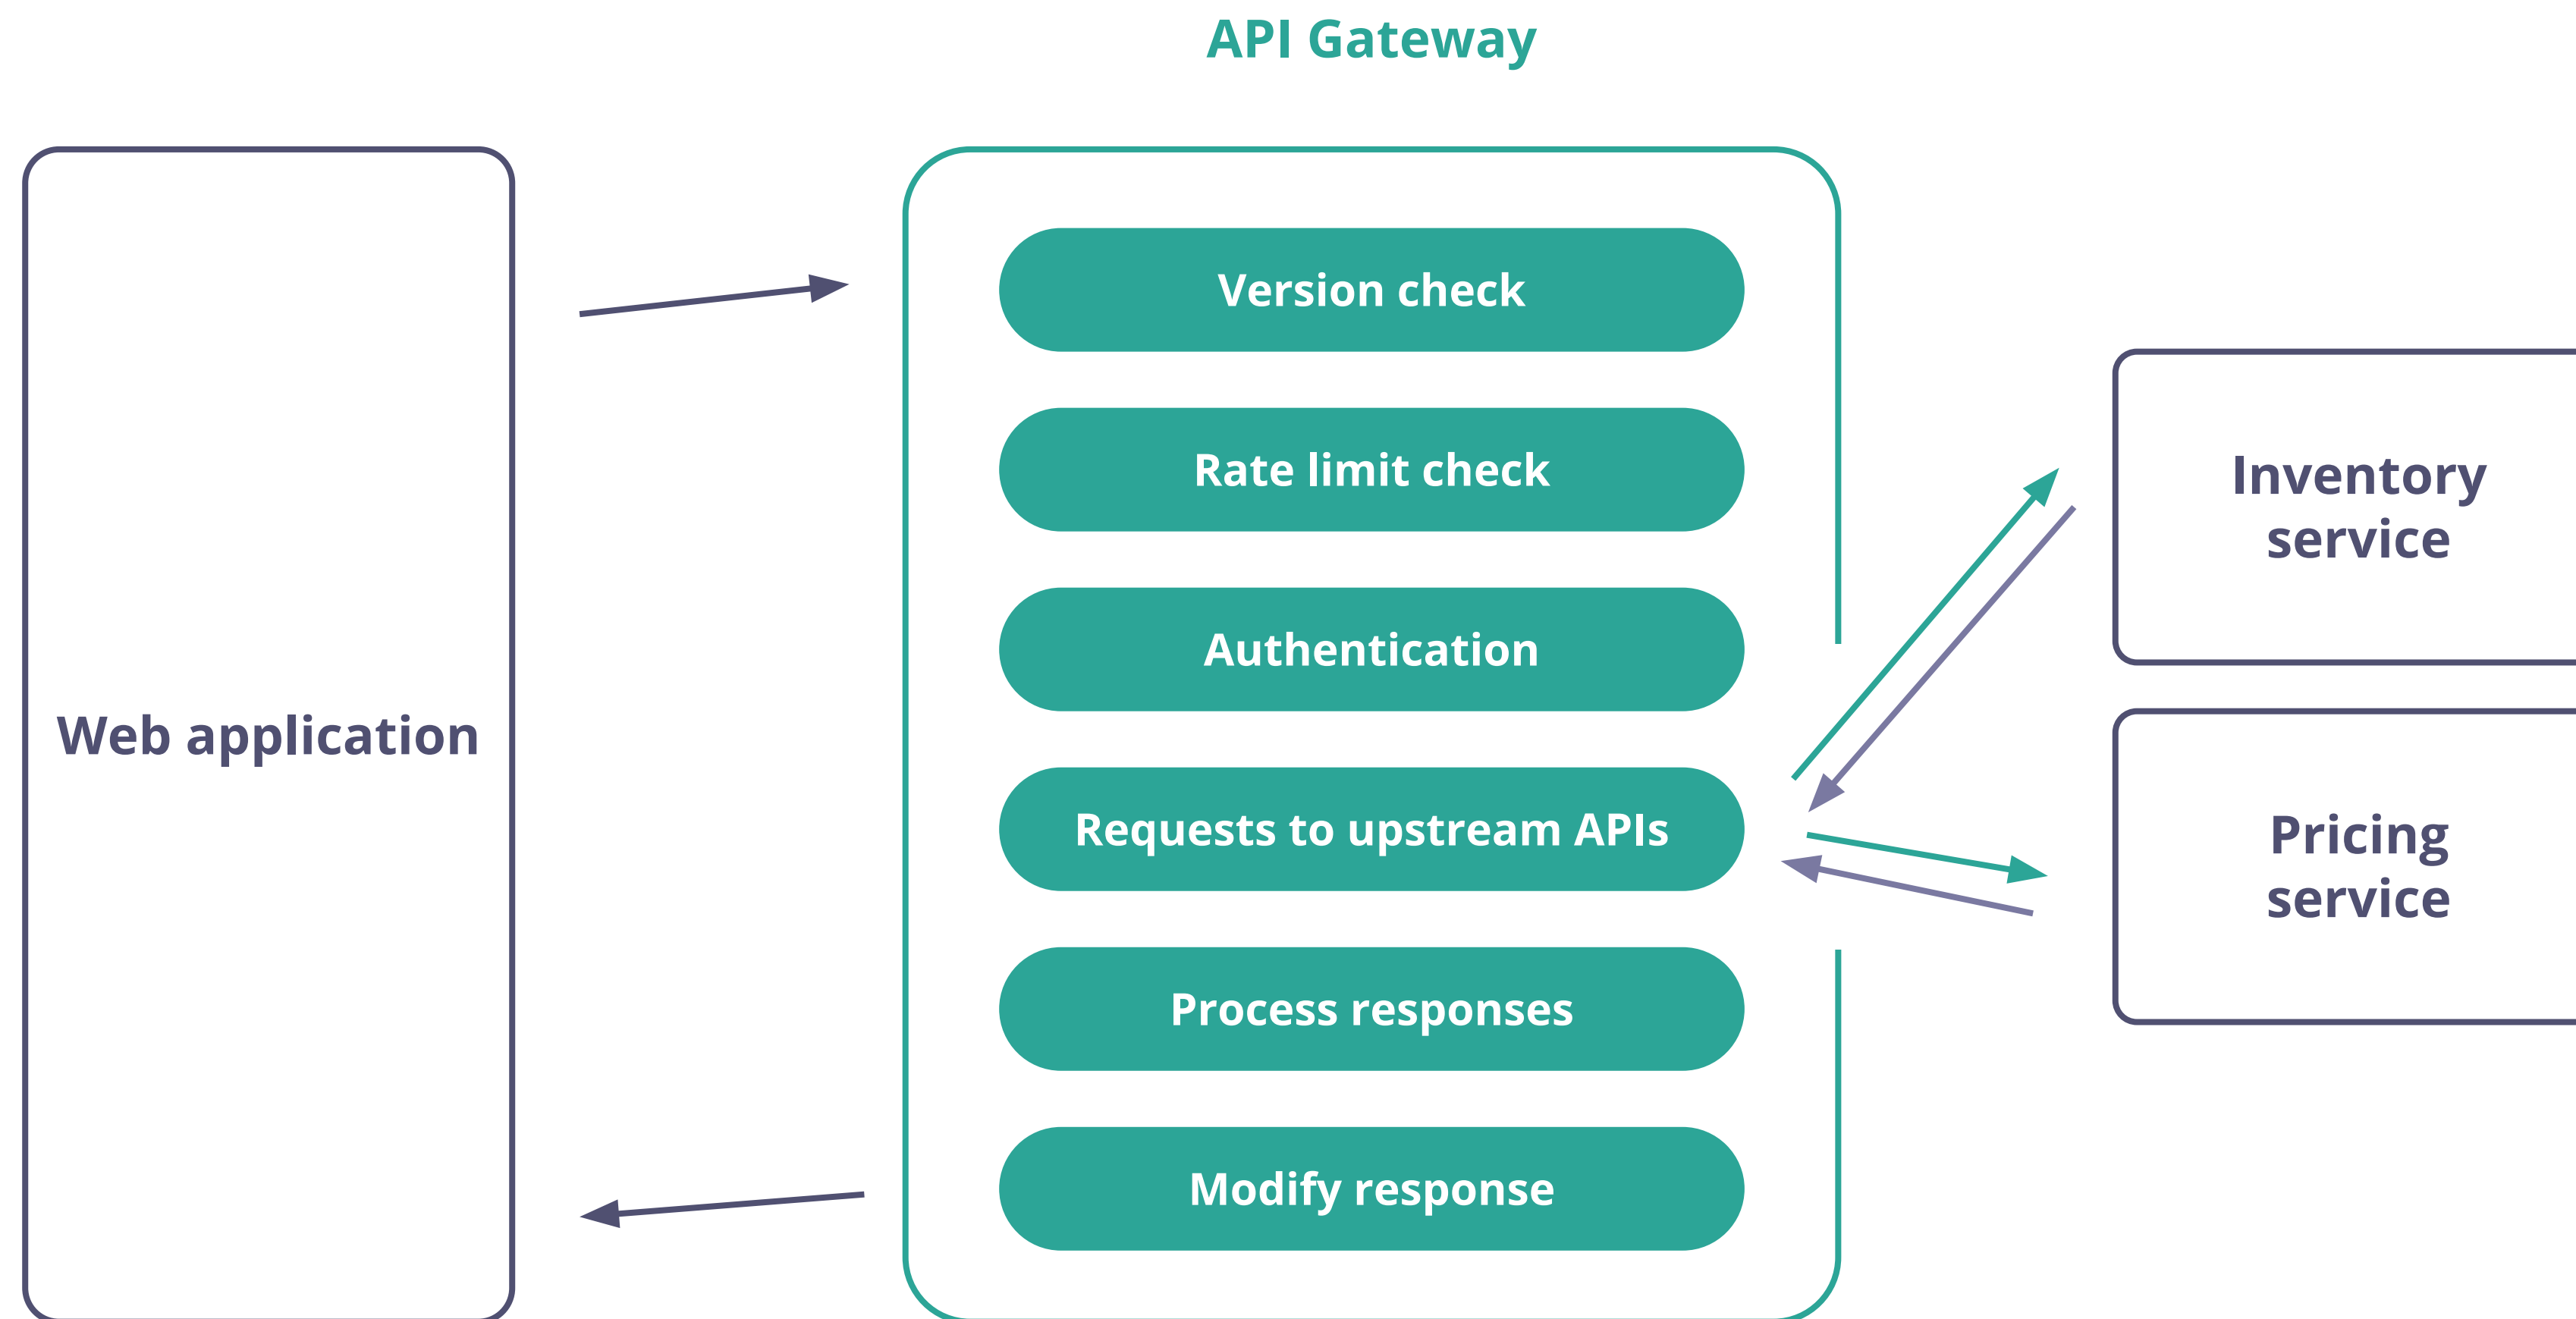 API Gateway
Web application
Version check
Rate limit check
Authentication
Requests to upstream APIs
Process responses
Modify response
Inventory
service
Pricing
service